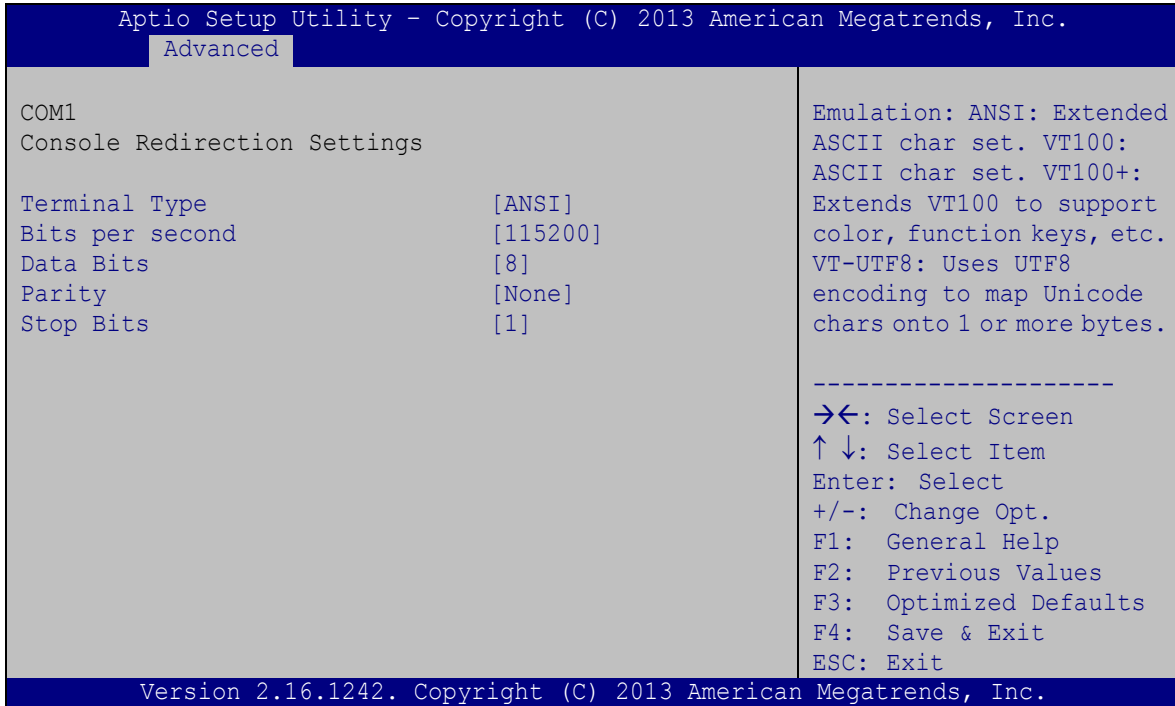 Aptio Setup Utility – Copyright (C) 2013 American Megatrends, Inc.
Advanced
COM1
Console Redirection Settings
Terminal Type [ANSI]
Bits per second [115200]
Data Bits [8]
Parity [None]
Stop Bits [1]
Emulation: ANSI: Extended
ASCII char set. VT100:
ASCII char set. VT100+:
Extends VT100 to support
color, function keys, etc.
VT-UTF8: Uses UTF8
encoding to map Unicode
chars onto 1 or more bytes.
---------------------
→←: Select Screen
↑ ↓: Select Item
Enter: Select
+/-: Change Opt.
F1: General Help
F2: Previous Values
F3: Optimized Defaults
F4: Save & Exit
ESC: Exit
Version 2.16.1242. Copyright (C) 2013 American Megatrends, Inc.